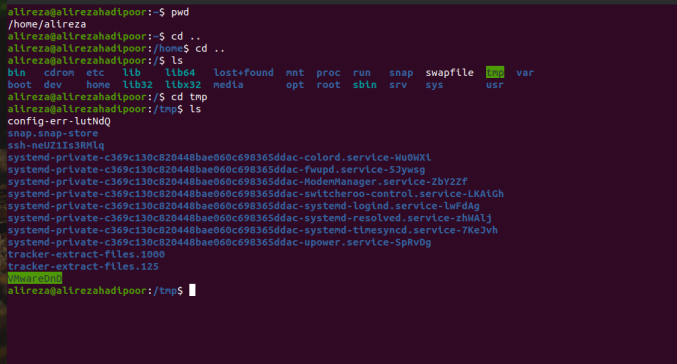 alireza@alirezahadipoor:~$ pwd
/home/alireza
alireza@alirezahadipoor:~$ cd ..
alireza@alirezahadipoor:/home$ cd ..
alireza@alirezahadipoor:/$ ls
bin cdrom etc lib lib64 lost+found mnt proc run snap swapfile tmp var
boot dev home lib32 libx32 media opt root sbin srv sys usr
alireza@alirezahadipoor:/$ cd tmp
alireza@alirezahadipoor:/tmp$ ls
config-err-lutNdQ
snap.snap-store
ssh-neUZ1Is3RMlq
systemd-private-c369c130c820448bae060c698365ddac-colord.service-Wu0WXi
systemd-private-c369c130c820448bae060c698365ddac-fwupd.service-5Jywsg
systemd-private-c369c130c820448bae060c698365ddac-ModemManager.service-ZbY2Zf
systemd-private-c369c130c820448bae060c698365ddac-switcheroo-control.service-LKAiGh
systemd-private-c369c130c820448bae060c698365ddac-systemd-logind.service-lwFdAg
systemd-private-c369c130c820448bae060c698365ddac-systemd-resolved.service-zhWAlj
systemd-private-c369c130c820448bae060c698365ddac-systemd-timesyncd.service-7KeJvh
systemd-private-c369c130c820448bae060c698365ddac-upower.service-SpRvDg
tracker-extract-files.1000
tracker-extract-files.125
VMwareDnD
alireza@alirezahadipoor:/tmp$